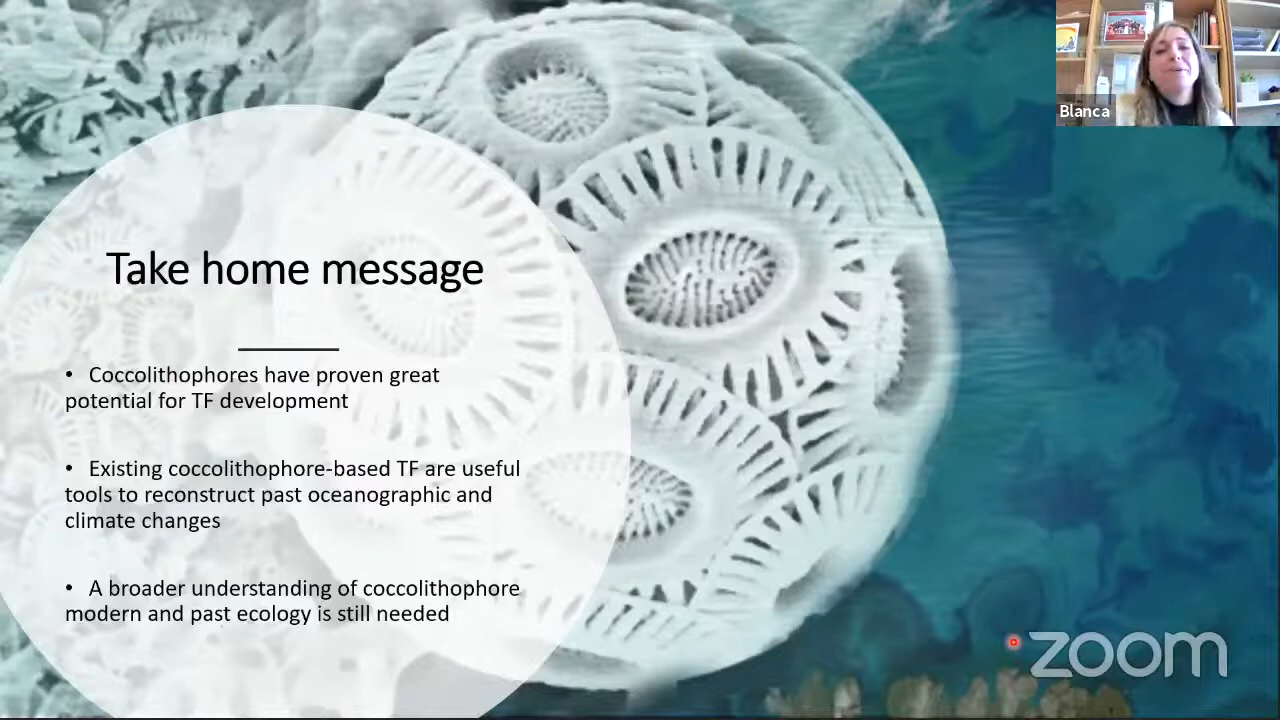 Blanca
Take home message
• Coccolithophores have proven great
potential for TF development
• Existing coccolithophore-based TF are useful
tools to reconstruct past oceanographic and
climate changes
• A broader understanding of coccolithophore
modern and past ecology is still needed
zoom